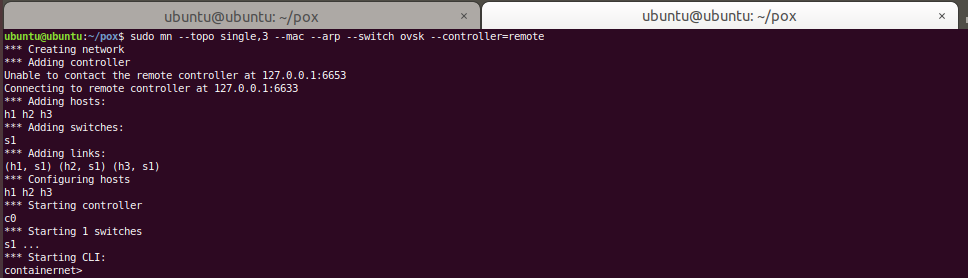 ubuntu@ubuntu: ~/pox × ubuntu@ubuntu: ~/pox ×
ubuntu@ubuntu:~/pox$ sudo mn --topo single,3 --mac --arp --switch ovsk --controller=remote
*** Creating network
*** Adding controller
Unable to contact the remote controller at 127.0.0.1:6653
Connecting to remote controller at 127.0.0.1:6633
*** Adding hosts:
h1 h2 h3
*** Adding switches:
s1
*** Adding links:
(h1, s1) (h2, s1) (h3, s1)
*** Configuring hosts
h1 h2 h3
*** Starting controller
c0
*** Starting 1 switches
s1 ...
*** Starting CLI:
containernet>